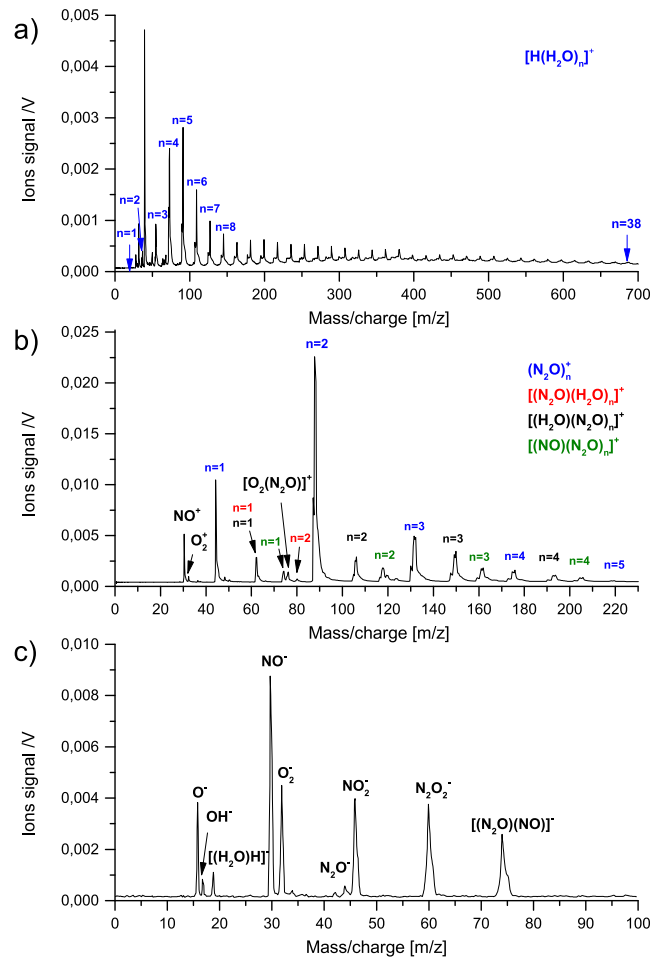 a)
0,005
0,004
0,003
0,002
0,001
0,000
Ions signal /V
[H(H₂O)ₙ]⁺
n=1
n=2
n=3
n=4
n=5
n=6
n=7
n=8
n=38
0 100 200 300 400 500 600 700
Mass/charge [m/z]
b)
0,025
0,020
0,015
0,010
0,005
0,000
Ions signal /V
(N₂O)ₙ⁺
[(N₂O)(H₂O)ₙ]⁺
[(H₂O)(N₂O)ₙ]⁺
[(NO)(N₂O)ₙ]⁺
NO⁺
O₂⁺
n=1
n=1
n=1
[O₂(N₂O)]⁺
n=1
n=2
n=2
n=2
n=2
n=3
n=3
n=3
n=4
n=4
n=4
n=5
0 20 40 60 80 100 120 140 160 180 200 220
Mass/charge [m/z]
c)
0,010
0,008
0,006
0,004
0,002
0,000
Ions signal /V
O⁻
OH⁻
[(H₂O)H]⁻
NO⁻
O₂⁻
N₂O⁻
NO₂⁻
N₂O₂⁻
[(N₂O)(NO)]⁻
0 10 20 30 40 50 60 70 80 90 100
Mass/charge [m/z]